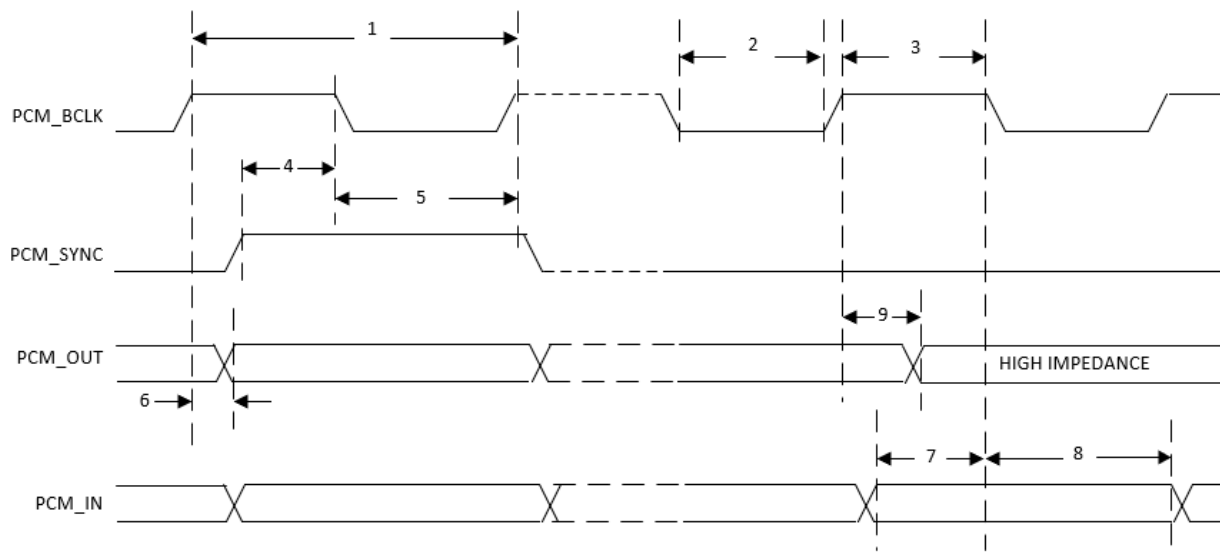 1
2
3
PCM_BCLK
4
5
PCM_SYNC
9
PCM_OUT
HIGH IMPEDANCE
6
7
8
PCM_IN